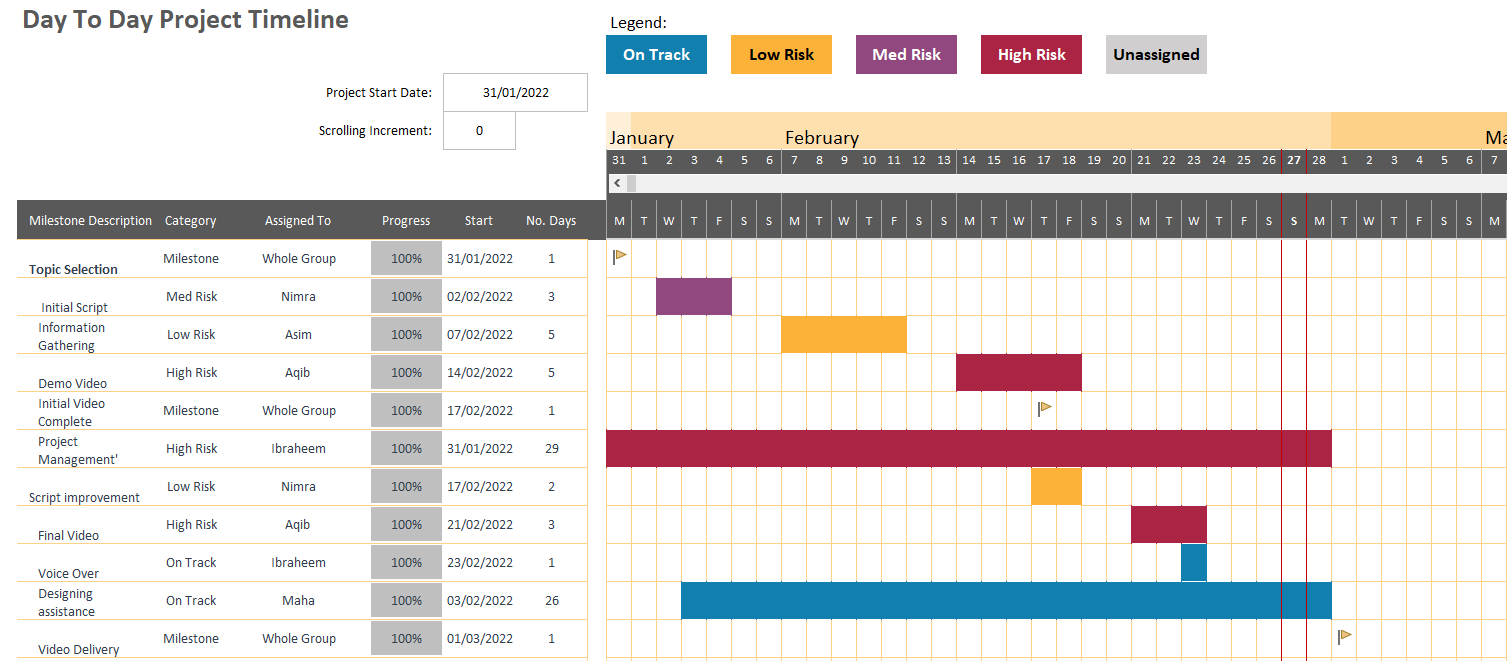 Day To Day Project Timeline
Legend:
On Track Low Risk Med Risk High Risk Unassigned
Project Start Date: 31/01/2022
Scrolling Increment: 0
January February Ma
31 1 2 3 4 5 6 7 8 9 10 11 12 13 14 15 16 17 18 19 20 21 22 23 24 25 26 27 28 1 2 3 4 5 6 7
Milestone Description Category Assigned To Progress Start No. Days M T W T F S S M T W T F S S M T W T F S S M T W T F S S M T W T F S S M
Topic Selection Milestone Whole Group 100% 31/01/2022 1
Initial Script Med Risk Nimra 100% 02/02/2022 3
Information
Gathering Low Risk Asim 100% 07/02/2022 5
Demo Video High Risk Aqib 100% 14/02/2022 5
Initial Video
Complete Milestone Whole Group 100% 17/02/2022 1
Project
Management' High Risk Ibraheem 100% 31/01/2022 29
Script improvement Low Risk Nimra 100% 17/02/2022 2
Final Video High Risk Aqib 100% 21/02/2022 3
Voice Over On Track Ibraheem 100% 23/02/2022 1
Designing
assistance On Track Maha 100% 03/02/2022 26
Video Delivery Milestone Whole Group 100% 01/03/2022 1